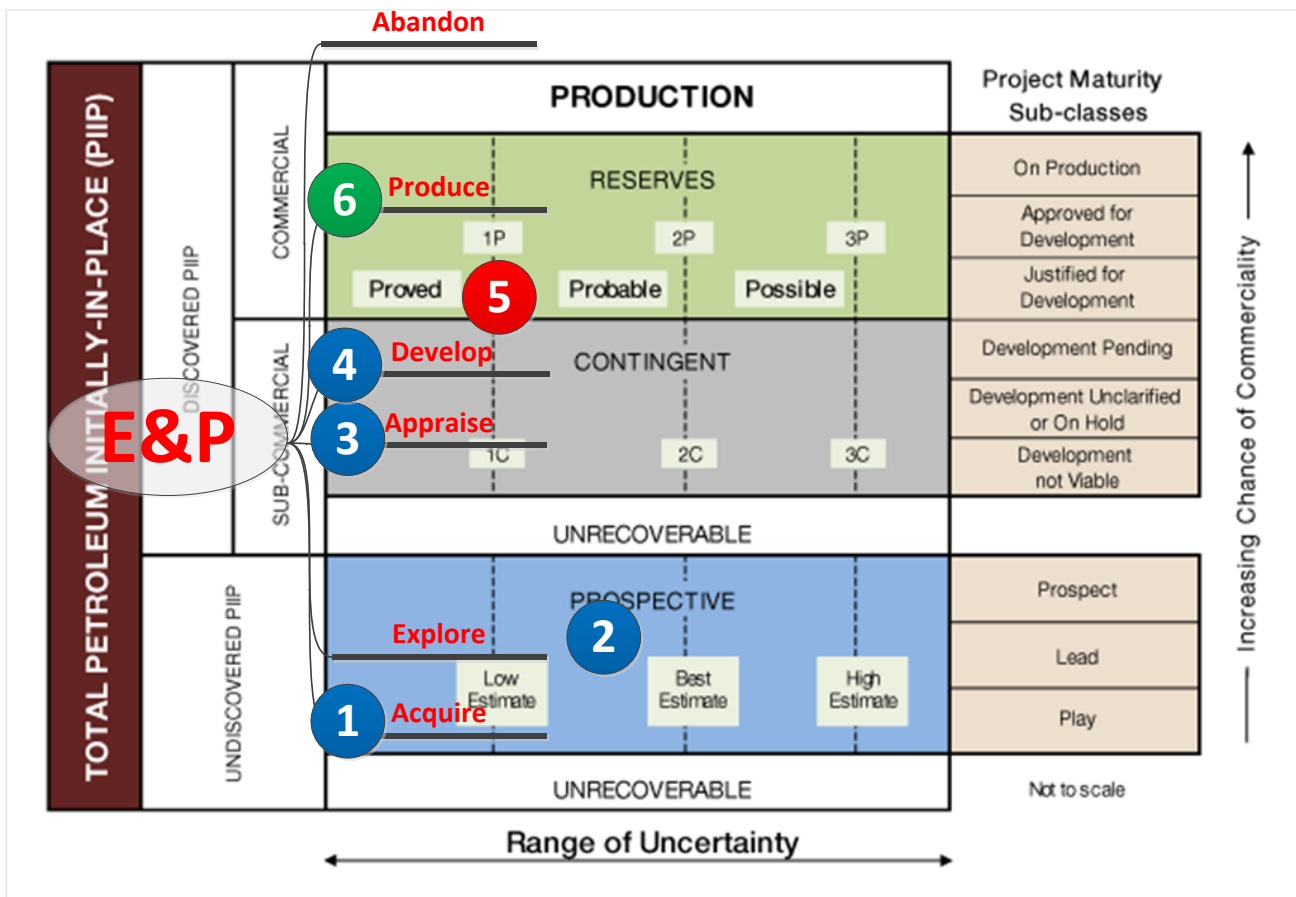 Abandon
TOTAL PETROLEUM INITIALLY-IN-PLACE (PIIP)
DISCOVERED PIIP
UNDISCOVERED PIIP
COMMERCIAL
SUB-COMMERCIAL
E&P
PRODUCTION
RESERVES
6
Produce
1P
2P
3P
Proved
5
Probable
Possible
4
Develop
CONTINGENT
3
Appraise
1C
2C
3C
UNRECOVERABLE
PROSPECTIVE
2
Explore
Low
Estimate
Best
Estimate
High
Estimate
1
Acquire
UNRECOVERABLE
Range of Uncertainty
Project Maturity
Sub-classes
On Production
Approved for
Development
Justified for
Development
Development Pending
Development Unclarified
or On Hold
Development
not Viable
Prospect
Lead
Play
Not to scale
Increasing Chance of Commerciality